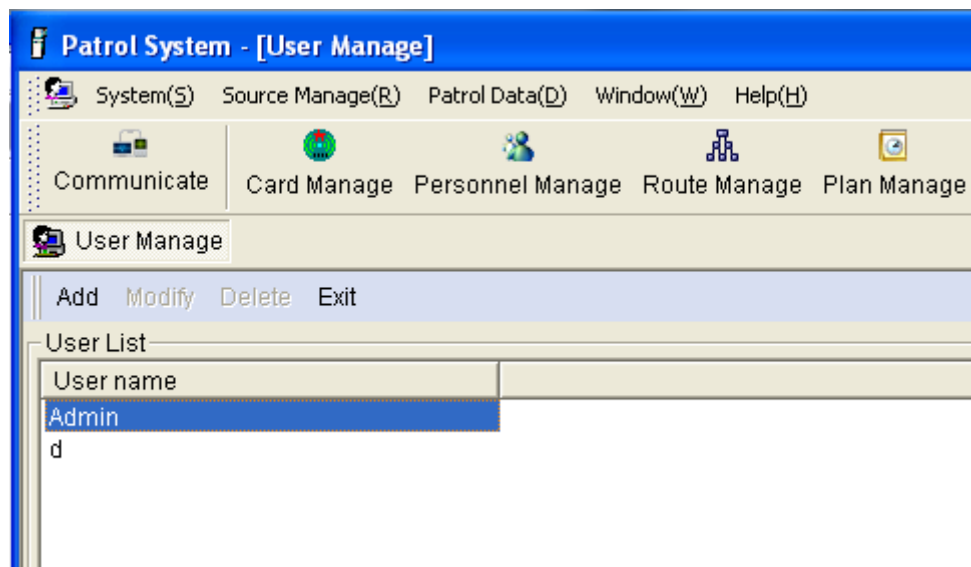 Patrol System - [User Manage]
System(S) Source Manage(R) Patrol Data(D) Window(W) Help(H)
Communicate Card Manage Personnel Manage Route Manage Plan Manage
User Manage
Add Modify Delete Exit
User List
User name
Admin
d